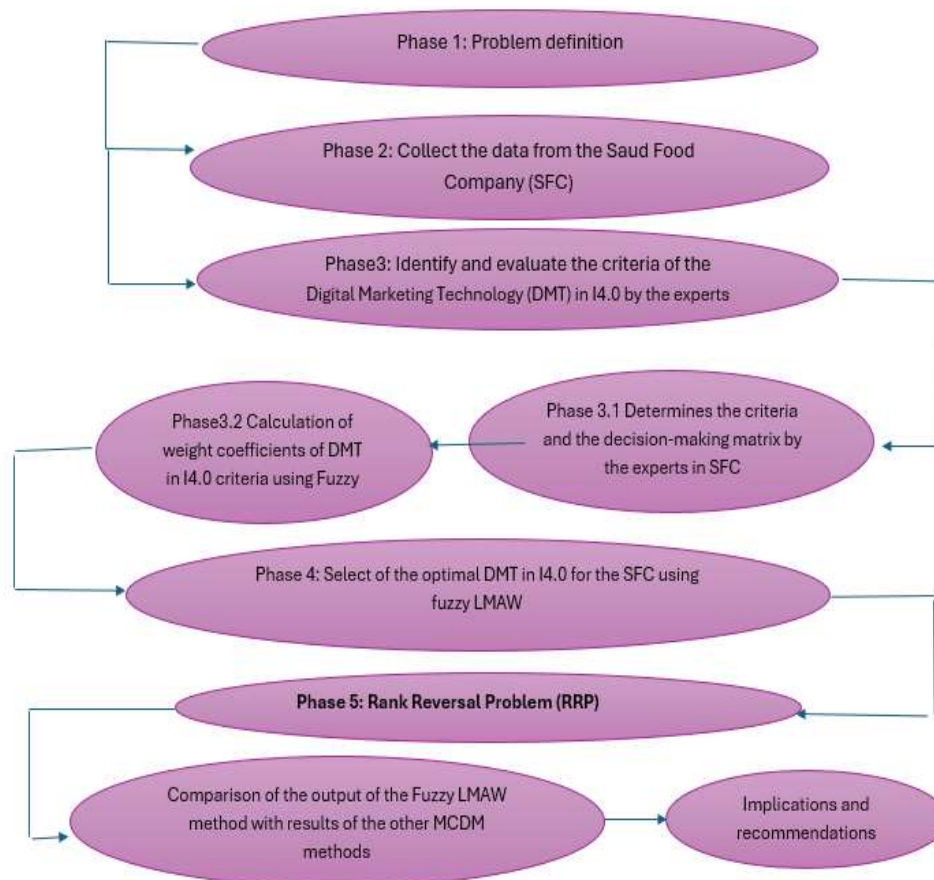 Phase 1: Problem definition
Phase 2: Collect the data from the Saud Food
Company (SFC)
Phase3: Identify and evaluate the criteria of the
Digital Marketing Technology (DMT) in I4.0 by the experts
Phase 3.1 Determines the criteria
and the decision-making matrix by
the experts in SFC
Phase3.2 Calculation of
weight coefficients of DMT
in I4.0 criteria using Fuzzy
Phase 4: Select of the optimal DMT in I4.0 for the SFC using
fuzzy LMAW
Phase 5: Rank Reversal Problem (RRP)
Comparison of the output of the Fuzzy LMAW
method with results of the other MCDM
methods
Implications and
recommendations